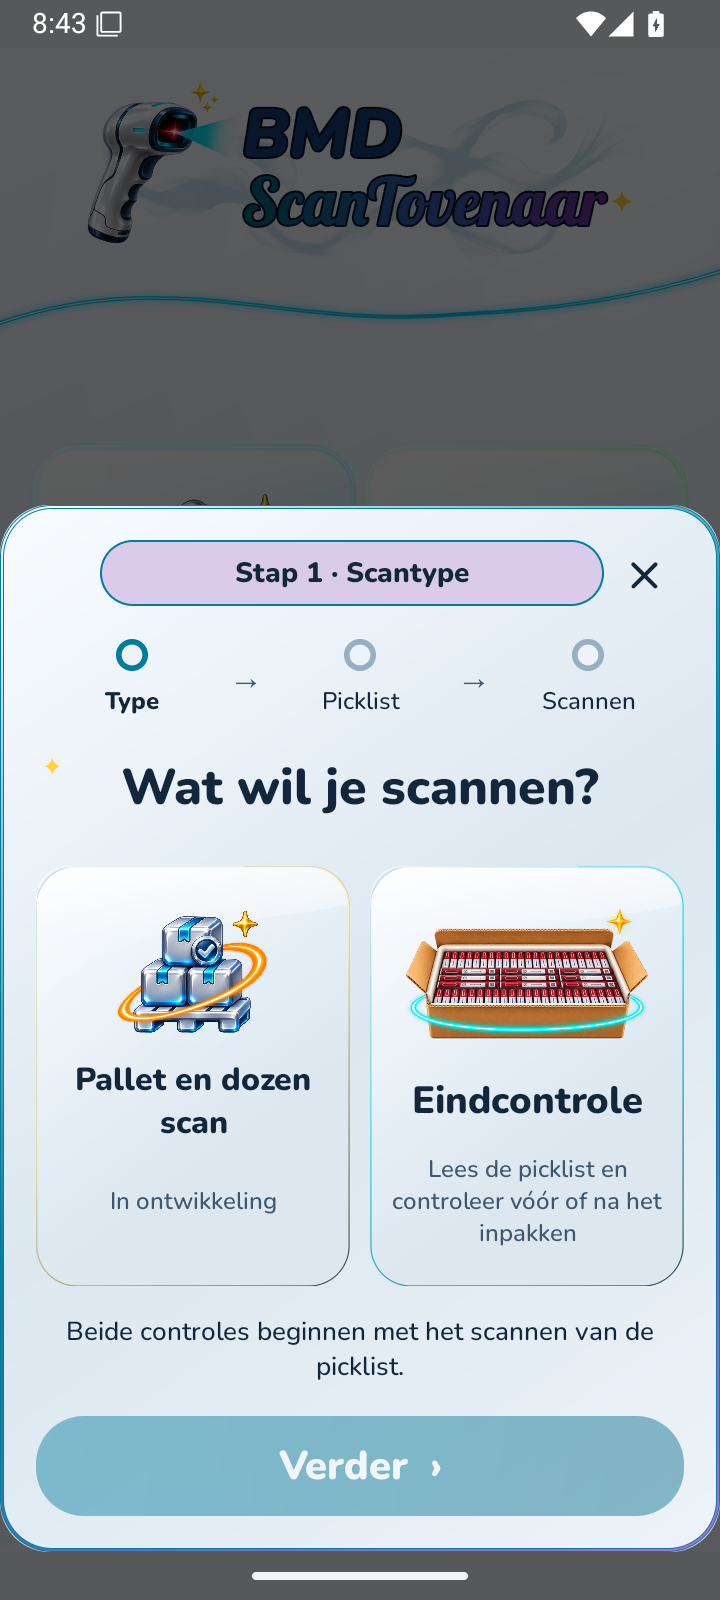 8:43
BMD
ScanTovenaar
Stap 1 · Scantype
Type → Picklist → Scannen
Wat wil je scannen?
Pallet en dozen
scan
In ontwikkeling
Eindcontrole
Lees de picklist en
controleer vóór of na het
inpakken
Beide controles beginnen met het scannen van de
picklist.
Verder ›